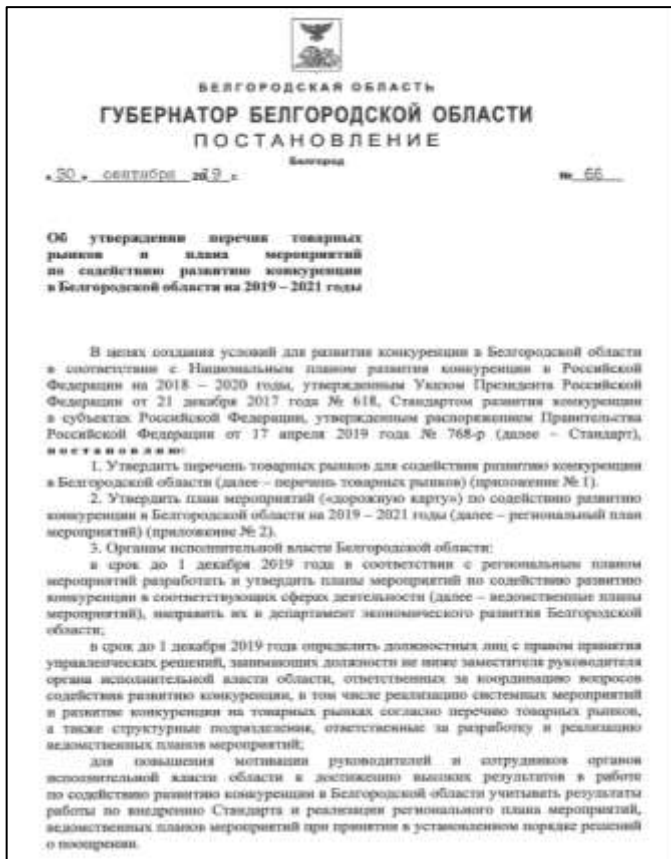 БЕЛГОРОДСКАЯ ОБЛАСТЬ
ГУБЕРНАТОР БЕЛГОРОДСКОЙ ОБЛАСТИ
ПОСТАНОВЛЕНИЕ
Белгород
« 30 » сентября 2019 г.
№ 66
Об утверждении перечня товарных
рынков и плана мероприятий
по содействию развитию конкуренции
в Белгородской области на 2019 – 2021 годы
В целях создания условий для развития конкуренции в Белгородской области
в соответствии с Национальным планом развития конкуренции в Российской
Федерации на 2018 – 2020 годы, утвержденным Указом Президента Российской
Федерации от 21 декабря 2017 года № 618, Стандартом развития конкуренции
в субъектах Российской Федерации, утвержденным распоряжением Правительства
Российской Федерации от 17 апреля 2019 года № 768-р (далее – Стандарт),
постановляю:
1. Утвердить перечень товарных рынков для содействия развитию конкуренции
в Белгородской области (далее – перечень товарных рынков) (приложение № 1).
2. Утвердить план мероприятий («дорожную карту») по содействию развитию
конкуренции в Белгородской области на 2019 – 2021 годы (далее – региональный план
мероприятий) (приложение № 2).
3. Органам исполнительной власти Белгородской области:
в срок до 1 декабря 2019 года в соответствии с региональным планом
мероприятий разработать и утвердить планы мероприятий по содействию развитию
конкуренции в соответствующих сферах деятельности (далее – ведомственные планы
мероприятий), направить их в департамент экономического развития Белгородской
области;
в срок до 1 декабря 2019 года определить должностных лиц с правом принятия
управленческих решений, занимающих должности не ниже заместителя руководителя
органа исполнительной власти области, ответственных за координацию вопросов
содействия развитию конкуренции, в том числе реализацию системных мероприятий
и развитие конкуренции на товарных рынках согласно перечню товарных рынков,
а также структурные подразделения, ответственные за разработку и реализацию
ведомственных планов мероприятий;
для повышения мотивации руководителей и сотрудников органов
исполнительной власти области к достижению высоких результатов в работе
по содействию развитию конкуренции в Белгородской области учитывать результаты
работы по внедрению Стандарта и реализации регионального плана мероприятий,
ведомственных планов мероприятий при принятии в установленном порядке решений
о поощрении.